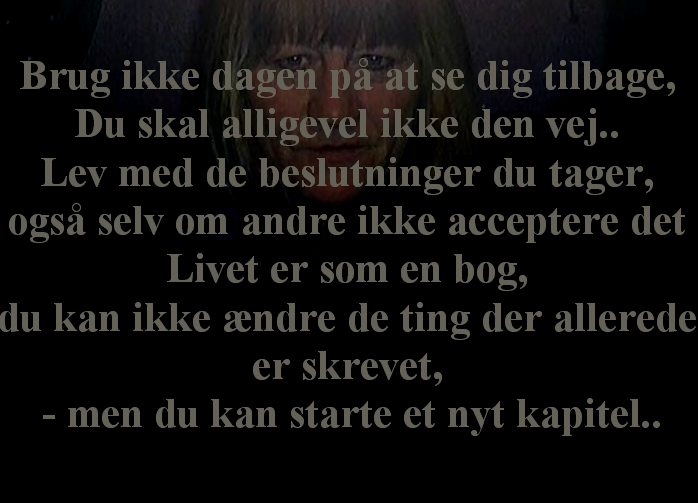 Brug ikke dagen på at se dig tilbage,
Du skal alligevel ikke den vej..
Lev med de beslutninger du tager,
også selv om andre ikke acceptere det
Livet er som en bog,
du kan ikke ændre de ting der allerede
er skrevet,
- men du kan starte et nyt kapitel..